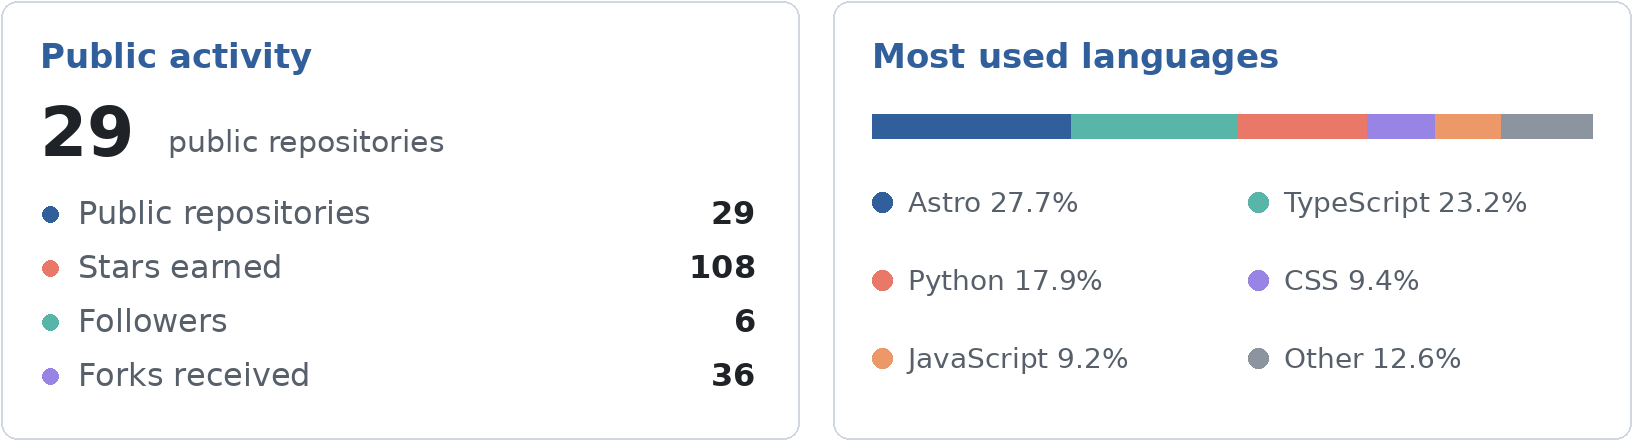 Public activity
29 public repositories
Public repositories 29
Stars earned 108
Followers 6
Forks received 36
Most used languages
Astro 27.7% TypeScript 23.2%
Python 17.9% CSS 9.4%
JavaScript 9.2% Other 12.6%